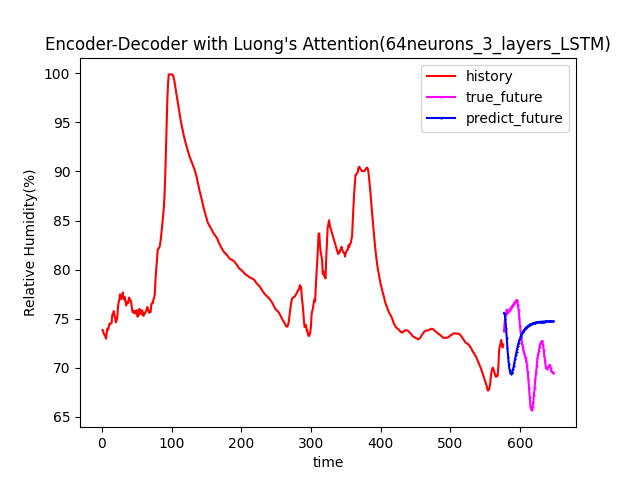 Encoder-Decoder with Luong's Attention(64neurons_3_layers_LSTM)
history
true_future
predict_future
Relative Humidity(%)
100
95
90
85
80
75
70
65
0
100
200
300
400
500
600
time